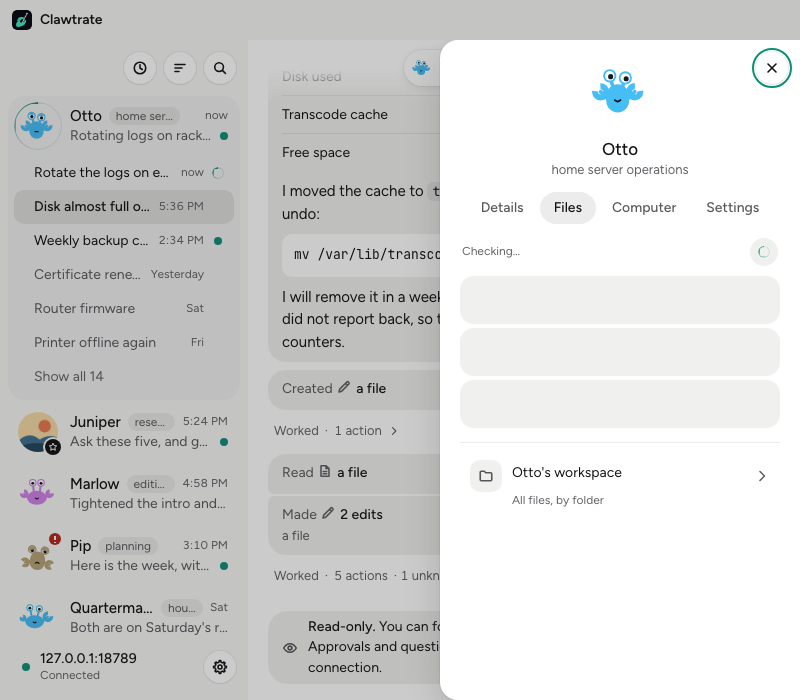 Clawtrate
Otto home ser... now
Rotating logs on rack...
Rotate the logs on e... now
Disk almost full o... 5:36 PM
Weekly backup c... 2:34 PM
Certificate rene... Yesterday
Router firmware Sat
Printer offline again Fri
Show all 14
Juniper rese... 5:24 PM
Ask these five, and g...
Marlow editi... 4:58 PM
Tightened the intro and...
Pip planning 3:10 PM
Here is the week, wit...
Quarterma... hou... Sat
Both are on Saturday's r...
127.0.0.1:18789
Connected
Disk used
Transcode cache
Free space
I moved the cache to
undo:
mv /var/lib/transco
I will remove it in a week
did not report back, so t
counters.
Created a file
Worked · 1 action
Read a file
Made 2 edits
a file
Worked · 5 actions · 1 unkn
Read-only. You can fo
Approvals and questi
connection.
Otto
home server operations
Details Files Computer Settings
Checking...
Otto's workspace
All files, by folder